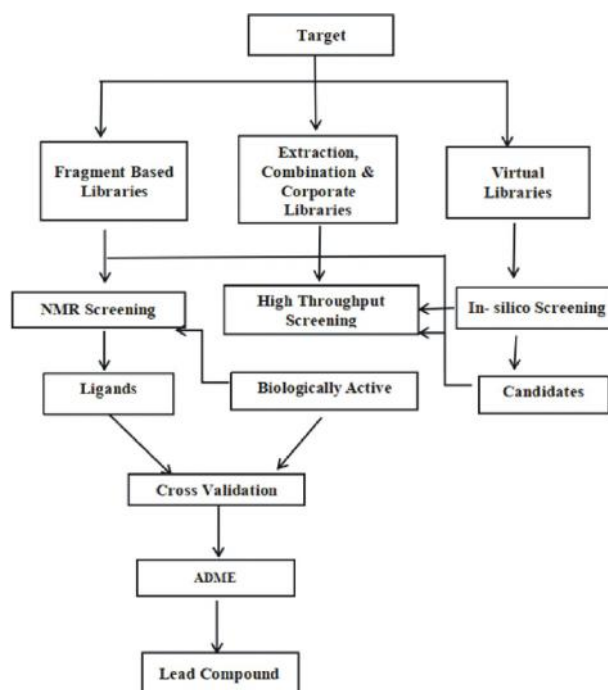 Target
Fragment Based
Libraries
Extraction,
Combination &
Corporate
Libraries
Virtual
Libraries
NMR Screening
High Throughput
Screening
In- silico Screening
Ligands
Biologically Active
Candidates
Cross Validation
ADME
Lead Compound